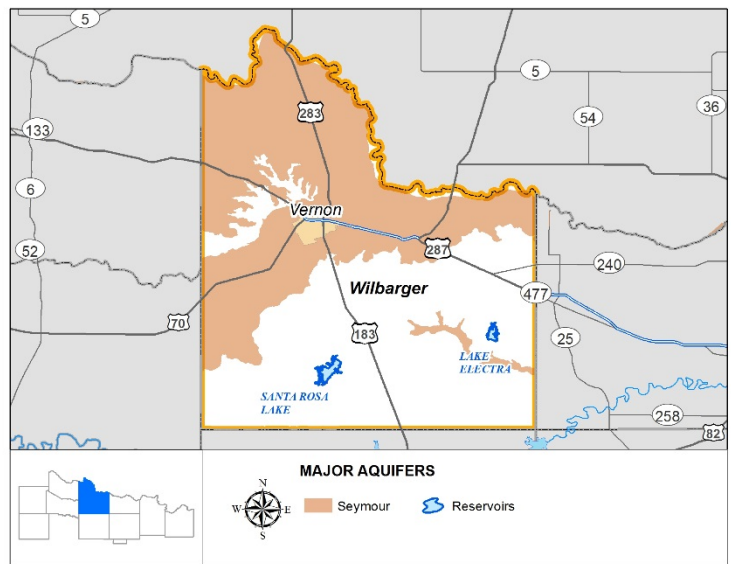 5
5
283
36
54
133
6
Vernon
52
287
240
Wilbarger
477
70
183
25
LAKE
ELECTRA
SANTA ROSA
LAKE
258
82
MAJOR AQUIFERS
N
W
E
S
Seymour
Reservoirs